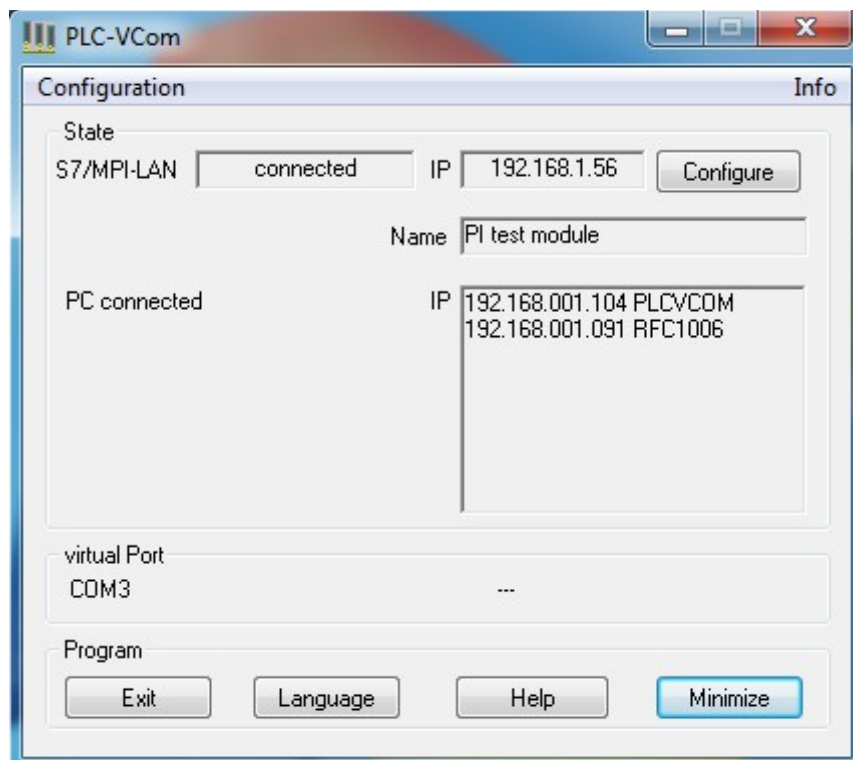 PLC-VCom
Configuration Info
State
S7/MPI-LAN connected IP 192.168.1.56 Configure
Name PI test module
PC connected IP 192.168.001.104 PLCVCOM
192.168.001.091 RFC1006
virtual Port
COM3 ---
Program
Exit Language Help Minimize